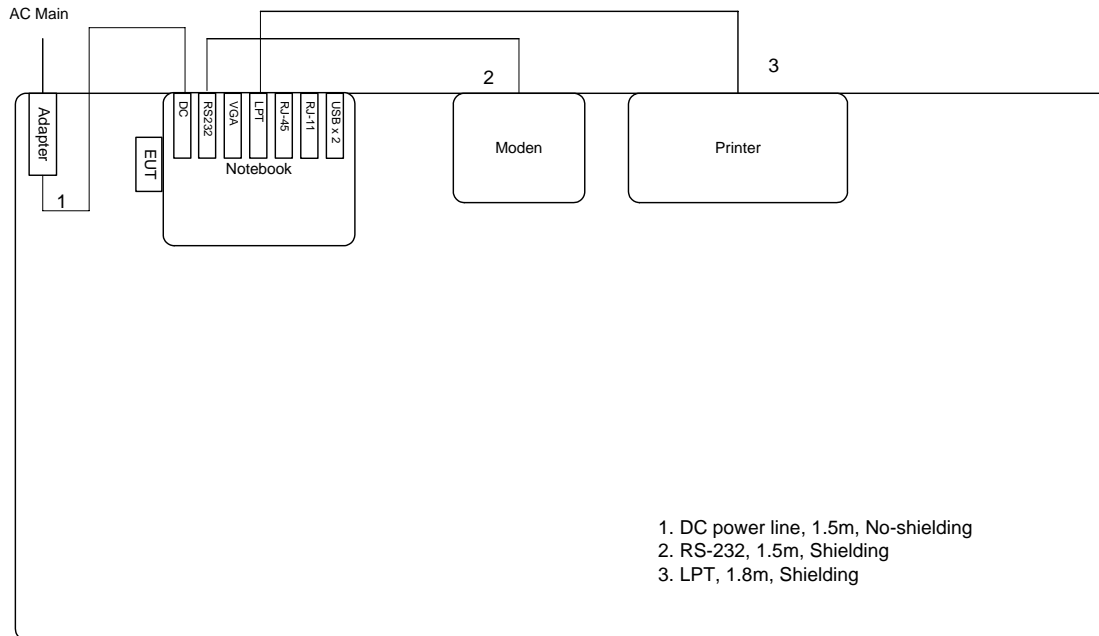 AC Main
3
2
Adapter
DC
RS232
VGA
LPT
RJ-45
RJ-11
USB x 2
EUT
Notebook
Moden
Printer
1
1. DC power line, 1.5m, No-shielding
2. RS-232, 1.5m, Shielding
3. LPT, 1.8m, Shielding